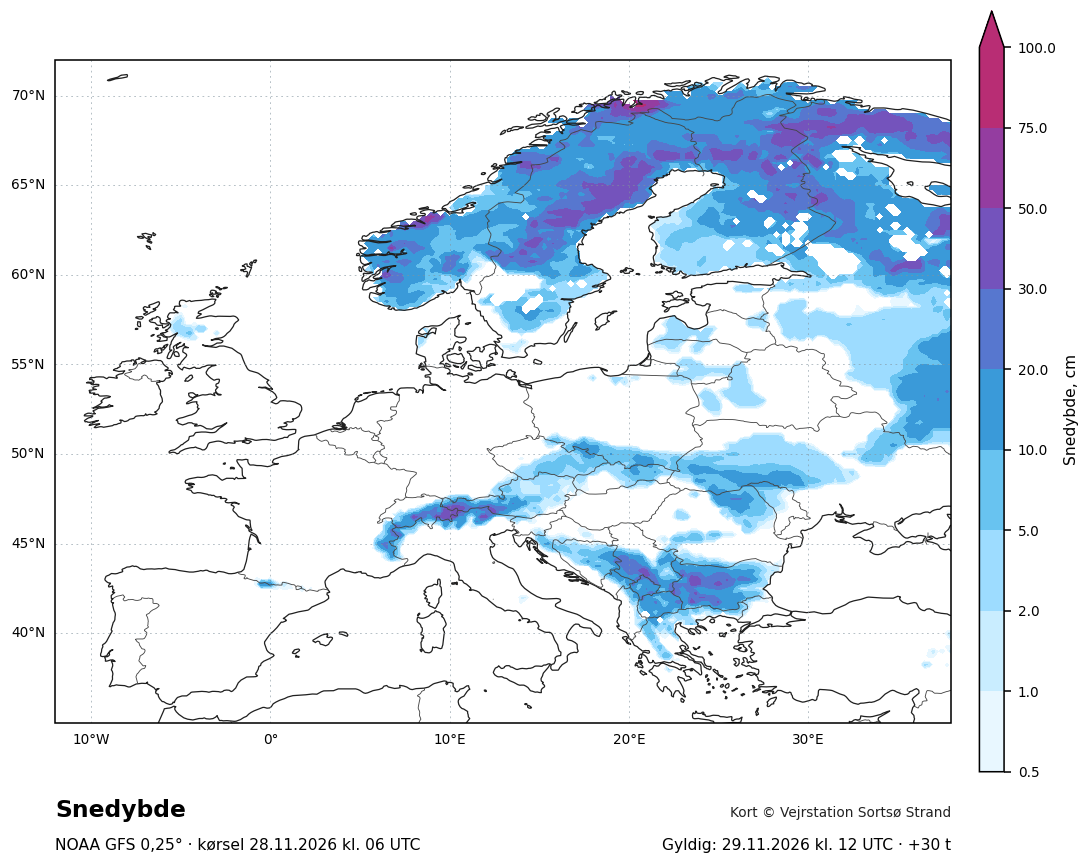 100.0
75.0
50.0
30.0
20.0
10.0
5.0
2.0
1.0
0.5
Snedybde, cm
70°N
65°N
60°N
55°N
50°N
45°N
40°N
10°W
0°
10°E
20°E
30°E
Snedybde
Kort © Vejrstation Sortsø Strand
NOAA GFS 0,25° · kørsel 28.11.2026 kl. 06 UTC
Gyldig: 29.11.2026 kl. 12 UTC · +30 t